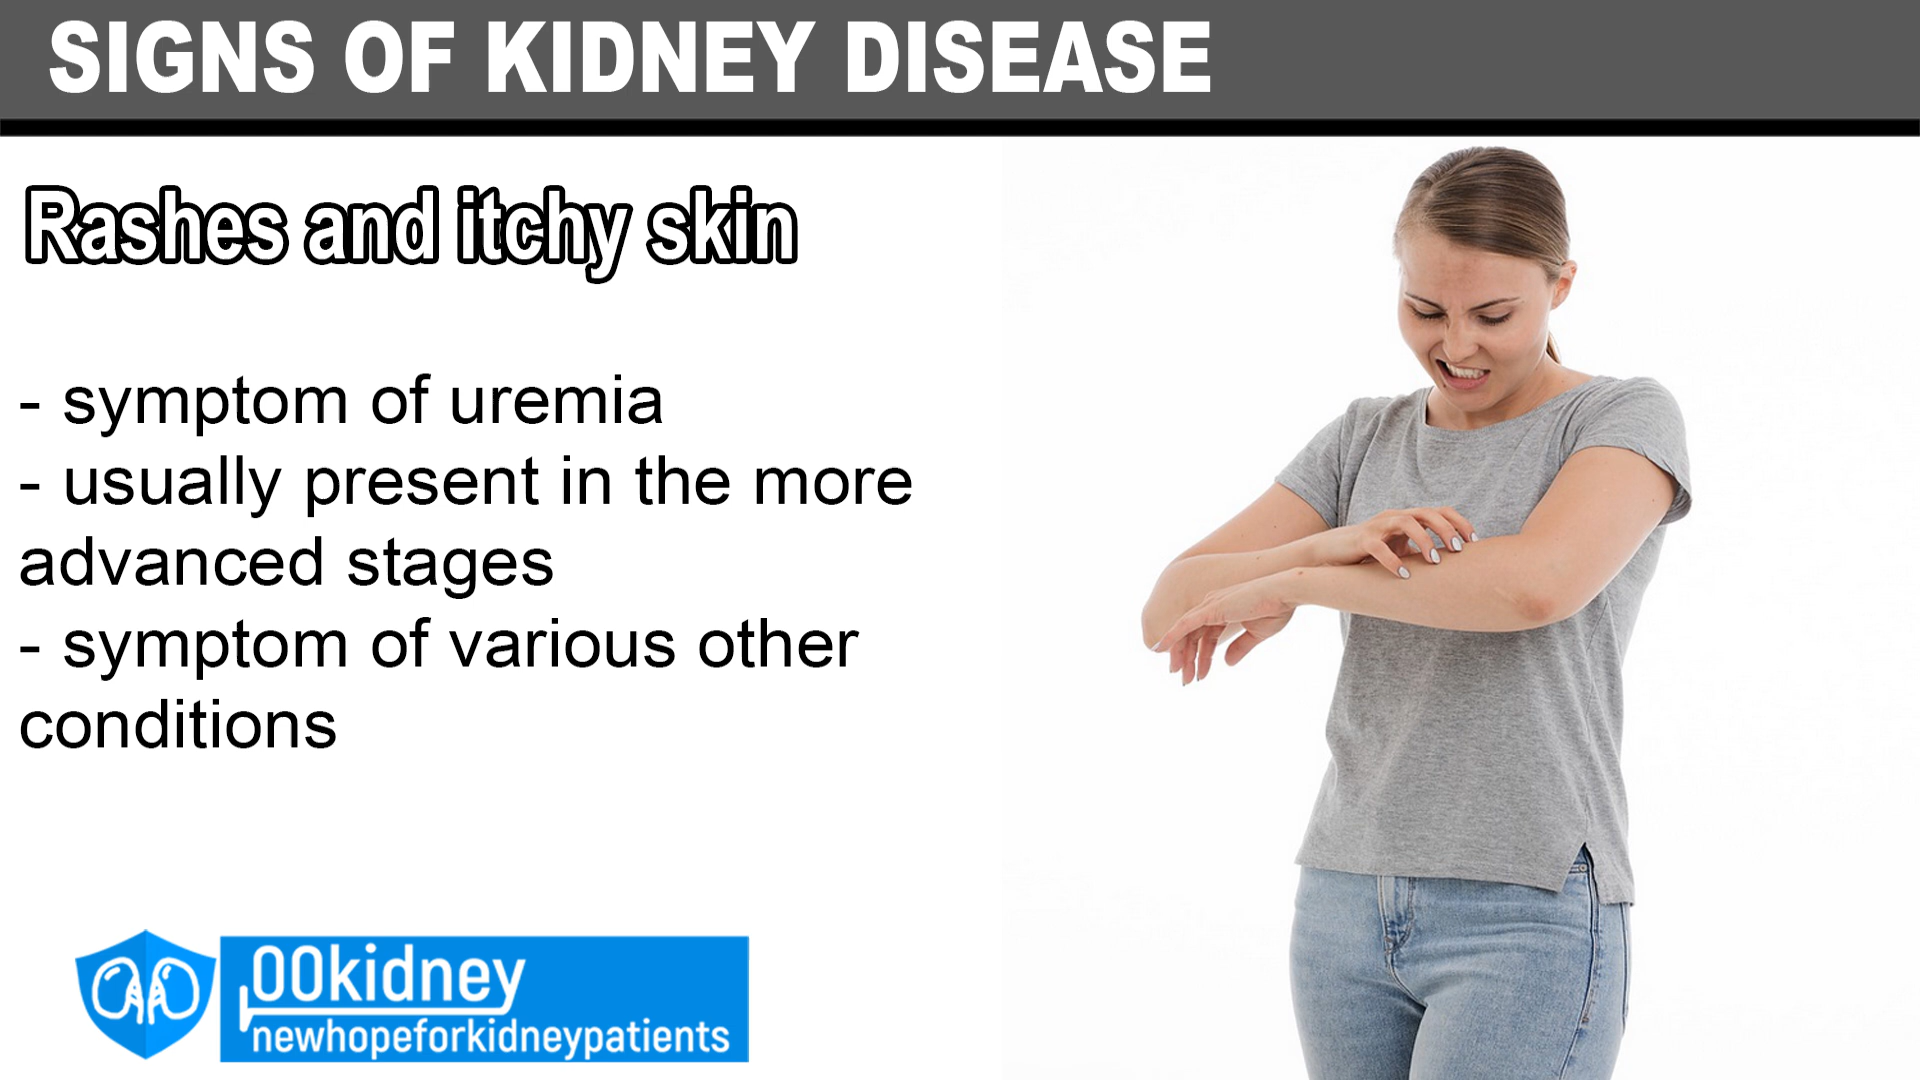 SIGNS OF KIDNEY DISEASE
Rashes and itchy skin
- symptom of uremia
- usually present in the more
advanced stages
- symptom of various other
conditions
00kidney
newhopeforkidneypatients